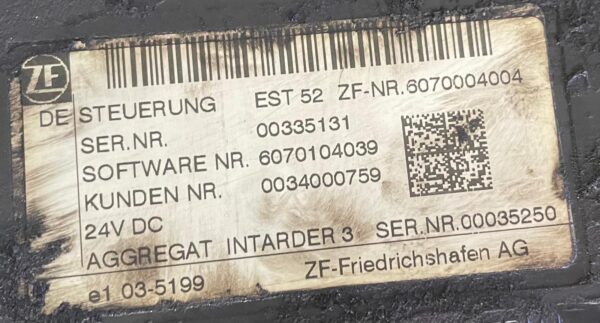 ZF
DE STEUERUNG EST 52 ZF-NR.6070004004
SER.NR. 00335131
SOFTWARE NR. 6070104039
KUNDEN NR. 0034000759
24V DC
AGGREGAT INTARDER 3 SER.NR.00035250
e1 03-5199 ZF-Friedrichshafen AG